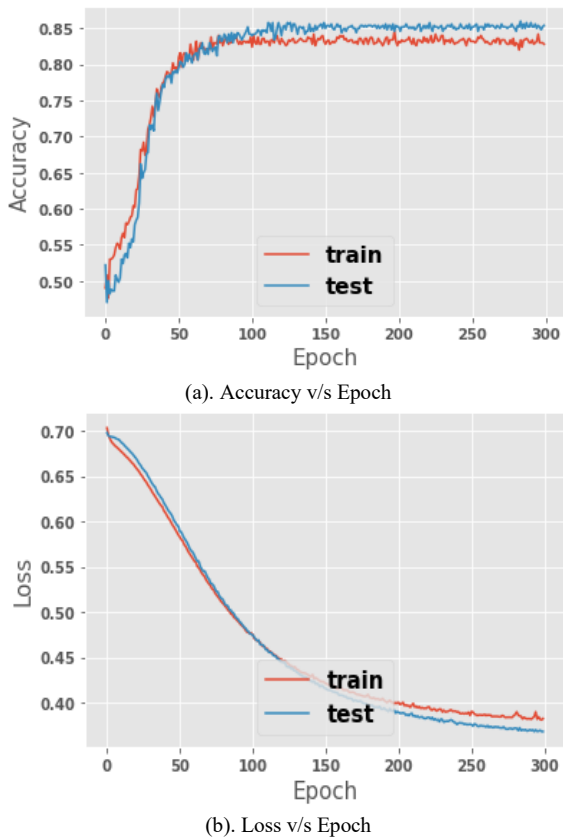 0.85
0.80
0.75
0.70
0.65
0.60
0.55
0.50
Accuracy
train
test
0 50 100 150 200 250 300
Epoch
(a). Accuracy v/s Epoch
0.70
0.65
0.60
0.55
0.50
0.45
0.40
Loss
train
test
0 50 100 150 200 250 300
Epoch
(b). Loss v/s Epoch